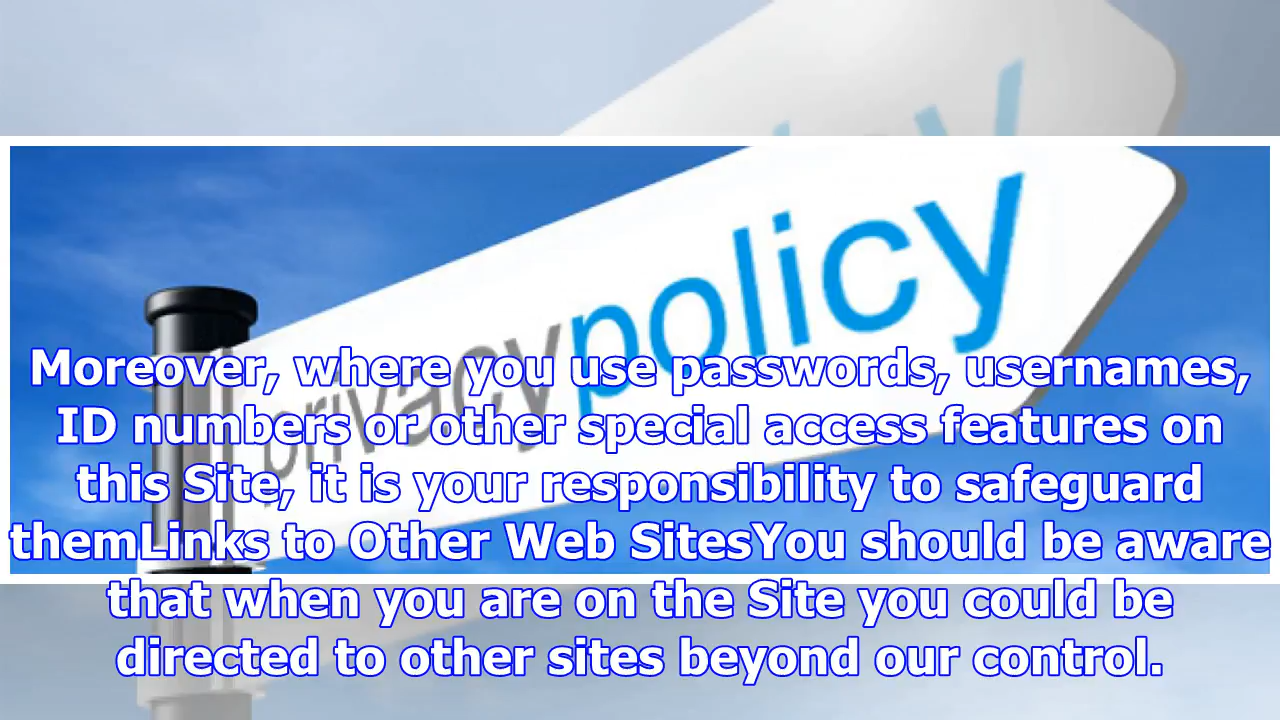 privacypolicy
Moreover, where you use passwords, usernames,
ID numbers or other special access features on
this Site, it is your responsibility to safeguard
themLinks to Other Web SitesYou should be aware
that when you are on the Site you could be
directed to other sites beyond our control.